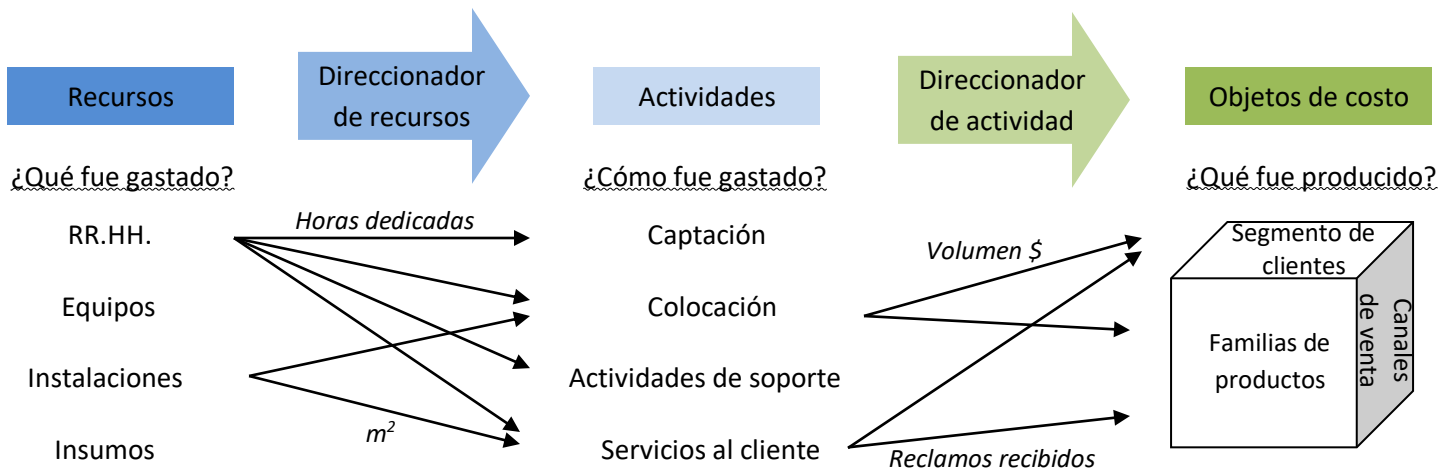 Recursos
Direccionador
de recursos
Actividades
Direccionador
de actividad
Objetos de costo
¿Qué fue gastado?
¿Cómo fue gastado?
¿Qué fue producido?
RR.HH.
Horas dedicadas
Captación
Volumen $
Segmento de
clientes
Equipos
Colocación
Canales
de venta
Familias de
productos
Instalaciones
Actividades de soporte
m²
Insumos
Servicios al cliente
Reclamos recibidos